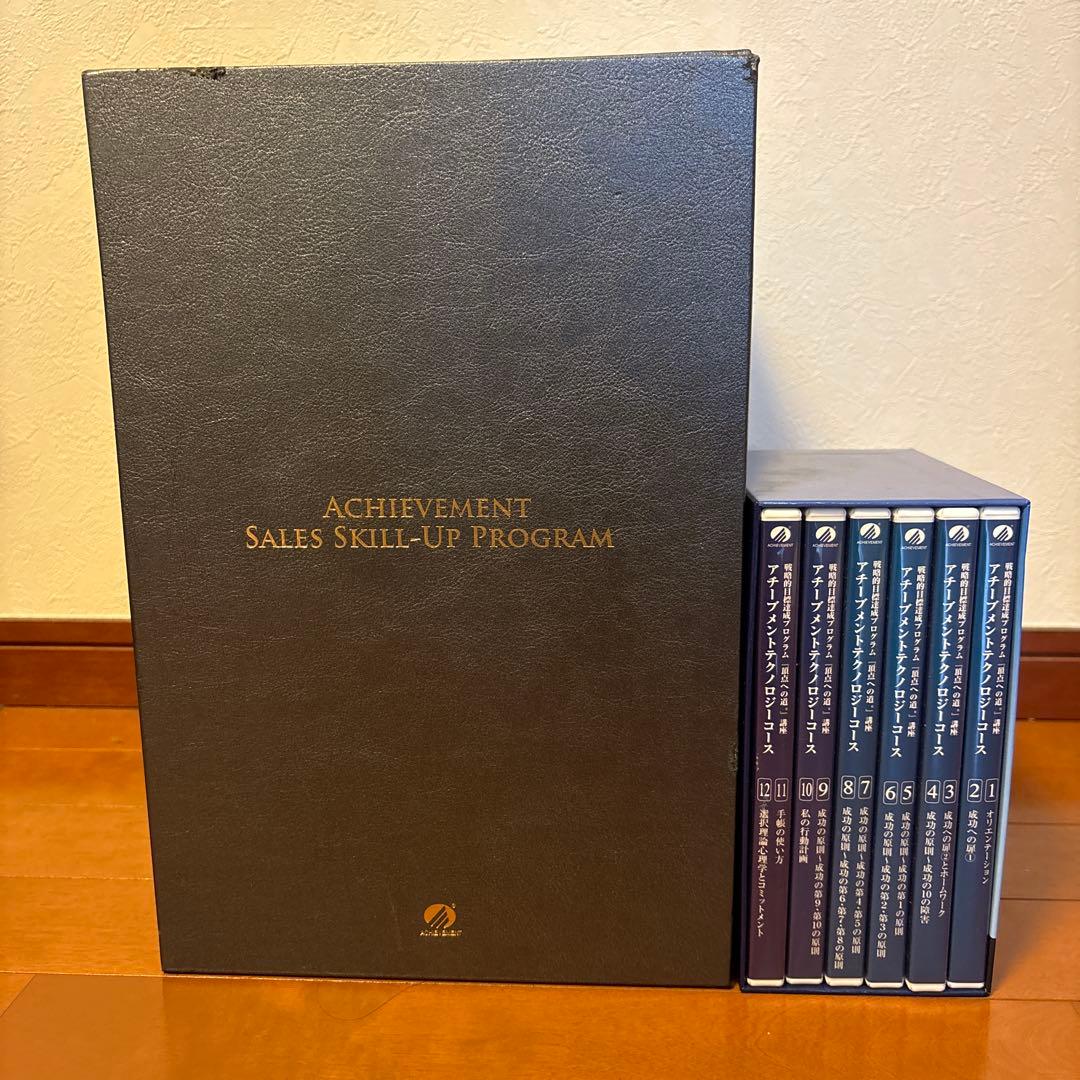 ACHIEVEMENT
SALES SKILL-UP PROGRAM
ACHIEVEMENT
ACHIEVEMENT
戦略的目標達成プログラム「頂点への道」講座
アチーブメントテクノロジーコース
1 オリエンテーション
2 成功への扉①
ACHIEVEMENT
戦略的目標達成プログラム「頂点への道」講座
アチーブメントテクノロジーコース
3 成功への扉②とホームワーク
4 成功の原則~成功の10の障害
ACHIEVEMENT
戦略的目標達成プログラム「頂点への道」講座
アチーブメントテクノロジーコース
5 成功の原則~成功の第1の原則
6 成功の原則~成功の第2・第3の原則
ACHIEVEMENT
戦略的目標達成プログラム「頂点への道」講座
アチーブメントテクノロジーコース
7 成功の原則~成功の第4・第5の原則
8 成功の原則~成功の第6・第7・第8の原則
ACHIEVEMENT
戦略的目標達成プログラム「頂点への道」講座
アチーブメントテクノロジーコース
9 成功の原則~成功の第9・第10の原則
10 私の行動計画
ACHIEVEMENT
戦略的目標達成プログラム「頂点への道」講座
アチーブメントテクノロジーコース
11 手帳の使い方
12 選択理論心理学とコミットメント